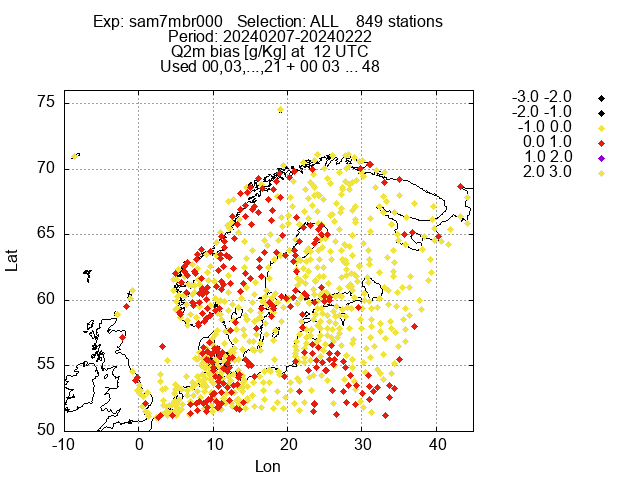 Exp: sam7mbr000 Selection: ALL 849 stations
Period: 20240207-20240222
Q2m bias [g/Kg] at 12 UTC
Used 00,03,...,21 + 00 03 ... 48
-3.0 -2.0
-2.0 -1.0
-1.0 0.0
0.0 1.0
1.0 2.0
2.0 3.0
75
70
65
60
55
50
Lat
-10 0 10 20 30 40
Lon